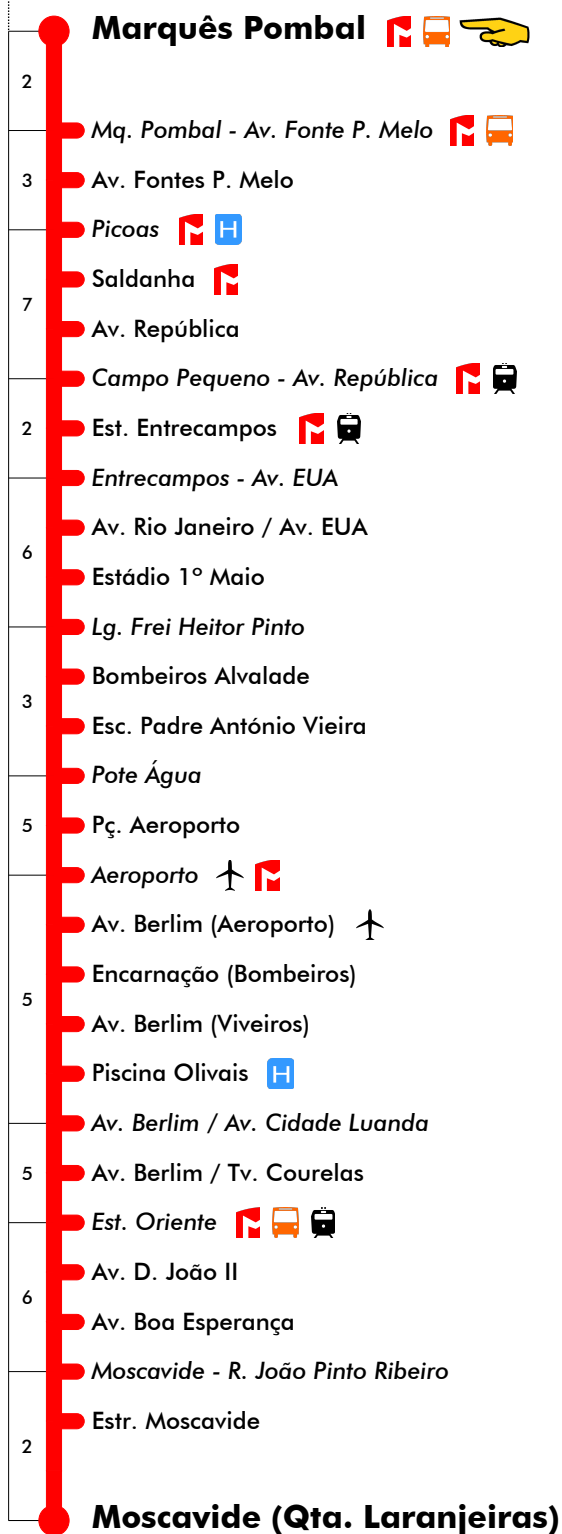 Marquês Pombal
2
Mq. Pombal - Av. Fonte P. Melo
3 Av. Fontes P. Melo
Picoas H
Saldanha
7
Av. República
Campo Pequeno - Av. República
2 Est. Entrecampos
Entrecampos - Av. EUA
Av. Rio Janeiro / Av. EUA
6
Estádio 1º Maio
Lg. Frei Heitor Pinto
Bombeiros Alvalade
3
Esc. Padre António Vieira
Pote Água
5 Pç. Aeroporto
Aeroporto
Av. Berlim (Aeroporto)
Encarnação (Bombeiros)
5
Av. Berlim (Viveiros)
Piscina Olivais H
Av. Berlim / Av. Cidade Luanda
5 Av. Berlim / Tv. Courelas
Est. Oriente
Av. D. João II
6
Av. Boa Esperança
Moscavide - R. João Pinto Ribeiro
Estr. Moscavide
2
Moscavide (Qta. Laranjeiras)